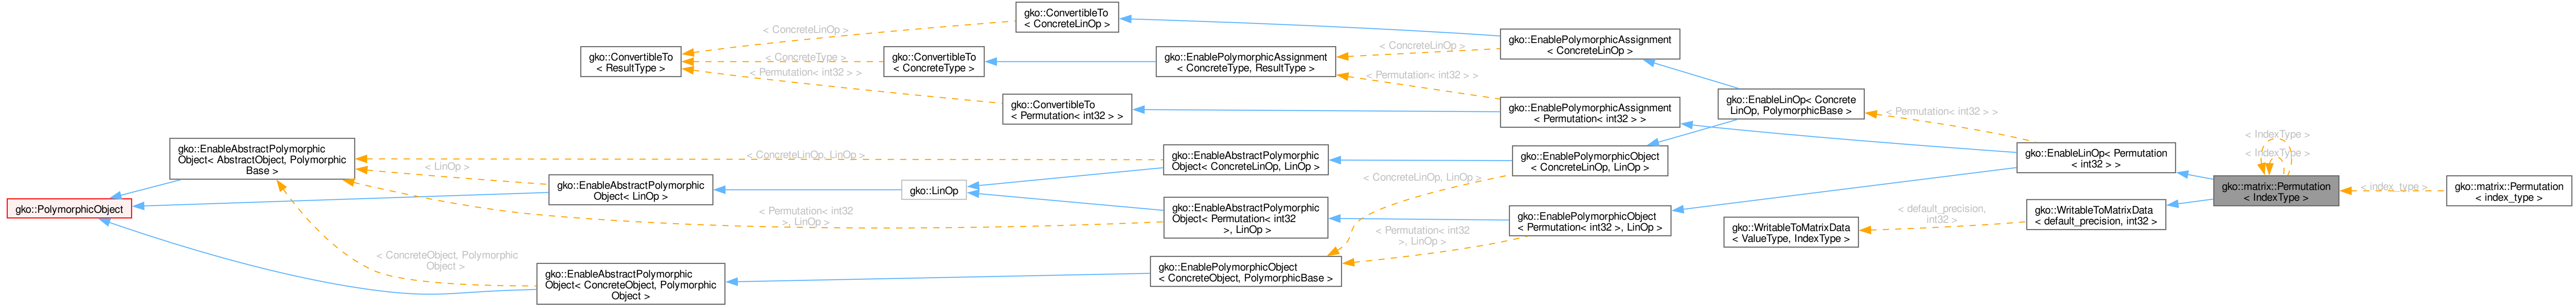 gko::PolymorphicObject
gko::EnableAbstractPolymorphic
Object< AbstractObject, Polymorphic
Base >
< ConcreteObject, Polymorphic
Object >
< LinOp >
gko::EnableAbstractPolymorphic
Object< LinOp >
gko::EnableAbstractPolymorphic
Object< ConcreteObject, Polymorphic
Object >
gko::ConvertibleTo
< ResultType >
< ConcreteLinOp >
< ConcreteType >
< Permutation< int32 > >
< ConcreteLinOp, LinOp >
< Permutation< int32
>, LinOp >
gko::ConvertibleTo
< ConcreteLinOp >
gko::ConvertibleTo
< ConcreteType >
gko::ConvertibleTo
< Permutation< int32 > >
gko::LinOp
gko::EnablePolymorphicAssignment
< ConcreteType, ResultType >
gko::EnableAbstractPolymorphic
Object< ConcreteLinOp, LinOp >
gko::EnableAbstractPolymorphic
Object< Permutation< int32
>, LinOp >
gko::EnablePolymorphicObject
< ConcreteObject, PolymorphicBase >
< ConcreteLinOp >
< Permutation< int32 > >
< ConcreteLinOp, LinOp >
< Permutation< int32
>, LinOp >
gko::EnablePolymorphicAssignment
< ConcreteLinOp >
gko::EnablePolymorphicAssignment
< Permutation< int32 > >
gko::EnablePolymorphicObject
< ConcreteLinOp, LinOp >
gko::EnablePolymorphicObject
< Permutation< int32 >, LinOp >
gko::EnableLinOp< Concrete
LinOp, PolymorphicBase >
gko::WritableToMatrixData
< ValueType, IndexType >
< Permutation< int32 > >
< default_precision,
int32 >
gko::EnableLinOp< Permutation
< int32 > >
gko::WritableToMatrixData
< default_precision, int32 >
< IndexType >
< IndexType >
gko::matrix::Permutation
< IndexType >
< index_type >
gko::matrix::Permutation
< index_type >